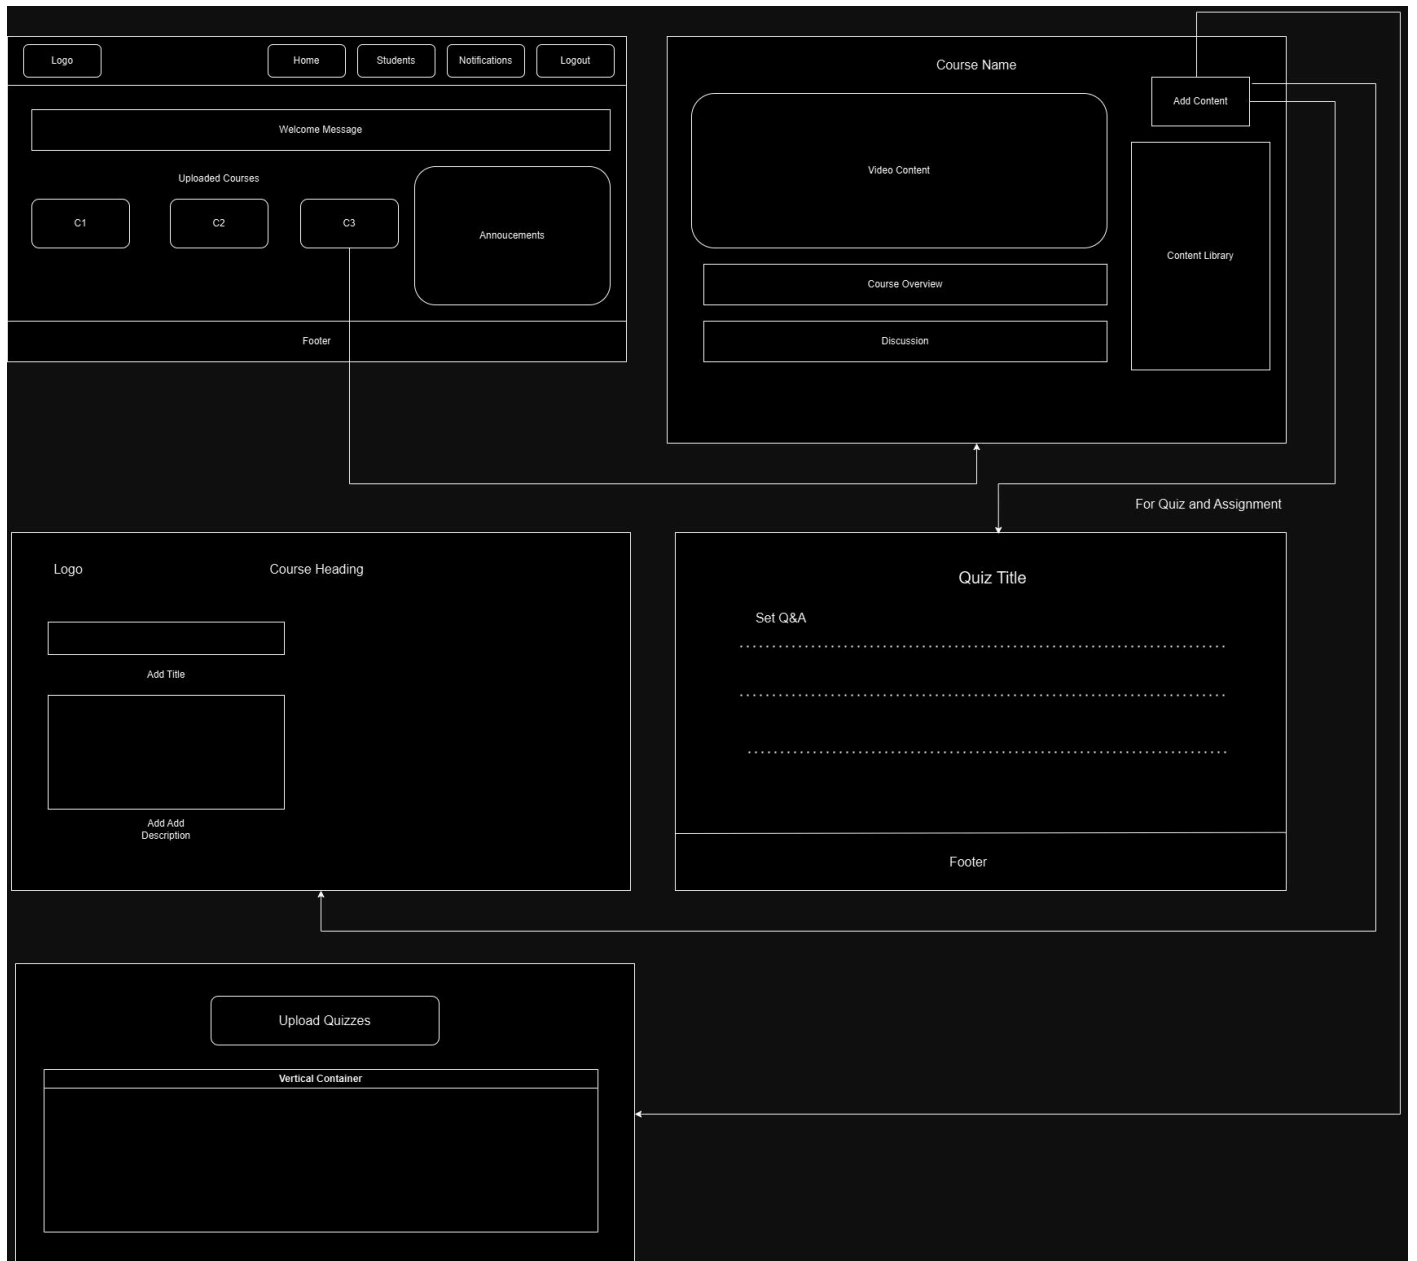 Logo
Home
Students
Notifications
Logout
Welcome Message
Uploaded Courses
C1
C2
C3
Annoucements
Footer
Course Name
Add Content
Video Content
Content Library
Course Overview
Discussion
For Quiz and Assignment
Logo
Course Heading
Add Title
Add Add
Description
Quiz Title
Set Q&A
Footer
Upload Quizzes
Vertical Container